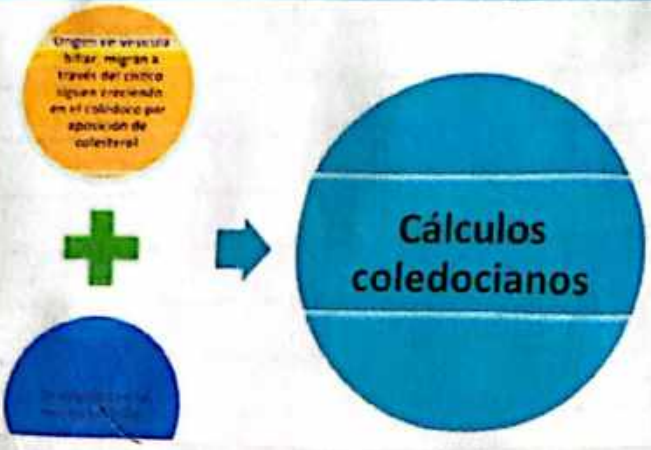 Origen en vesícula
biliar, migran a
través del cístico
siguen creciendo
en el colédoco por
aposición de
colesterol
Cálculos
coledocianos